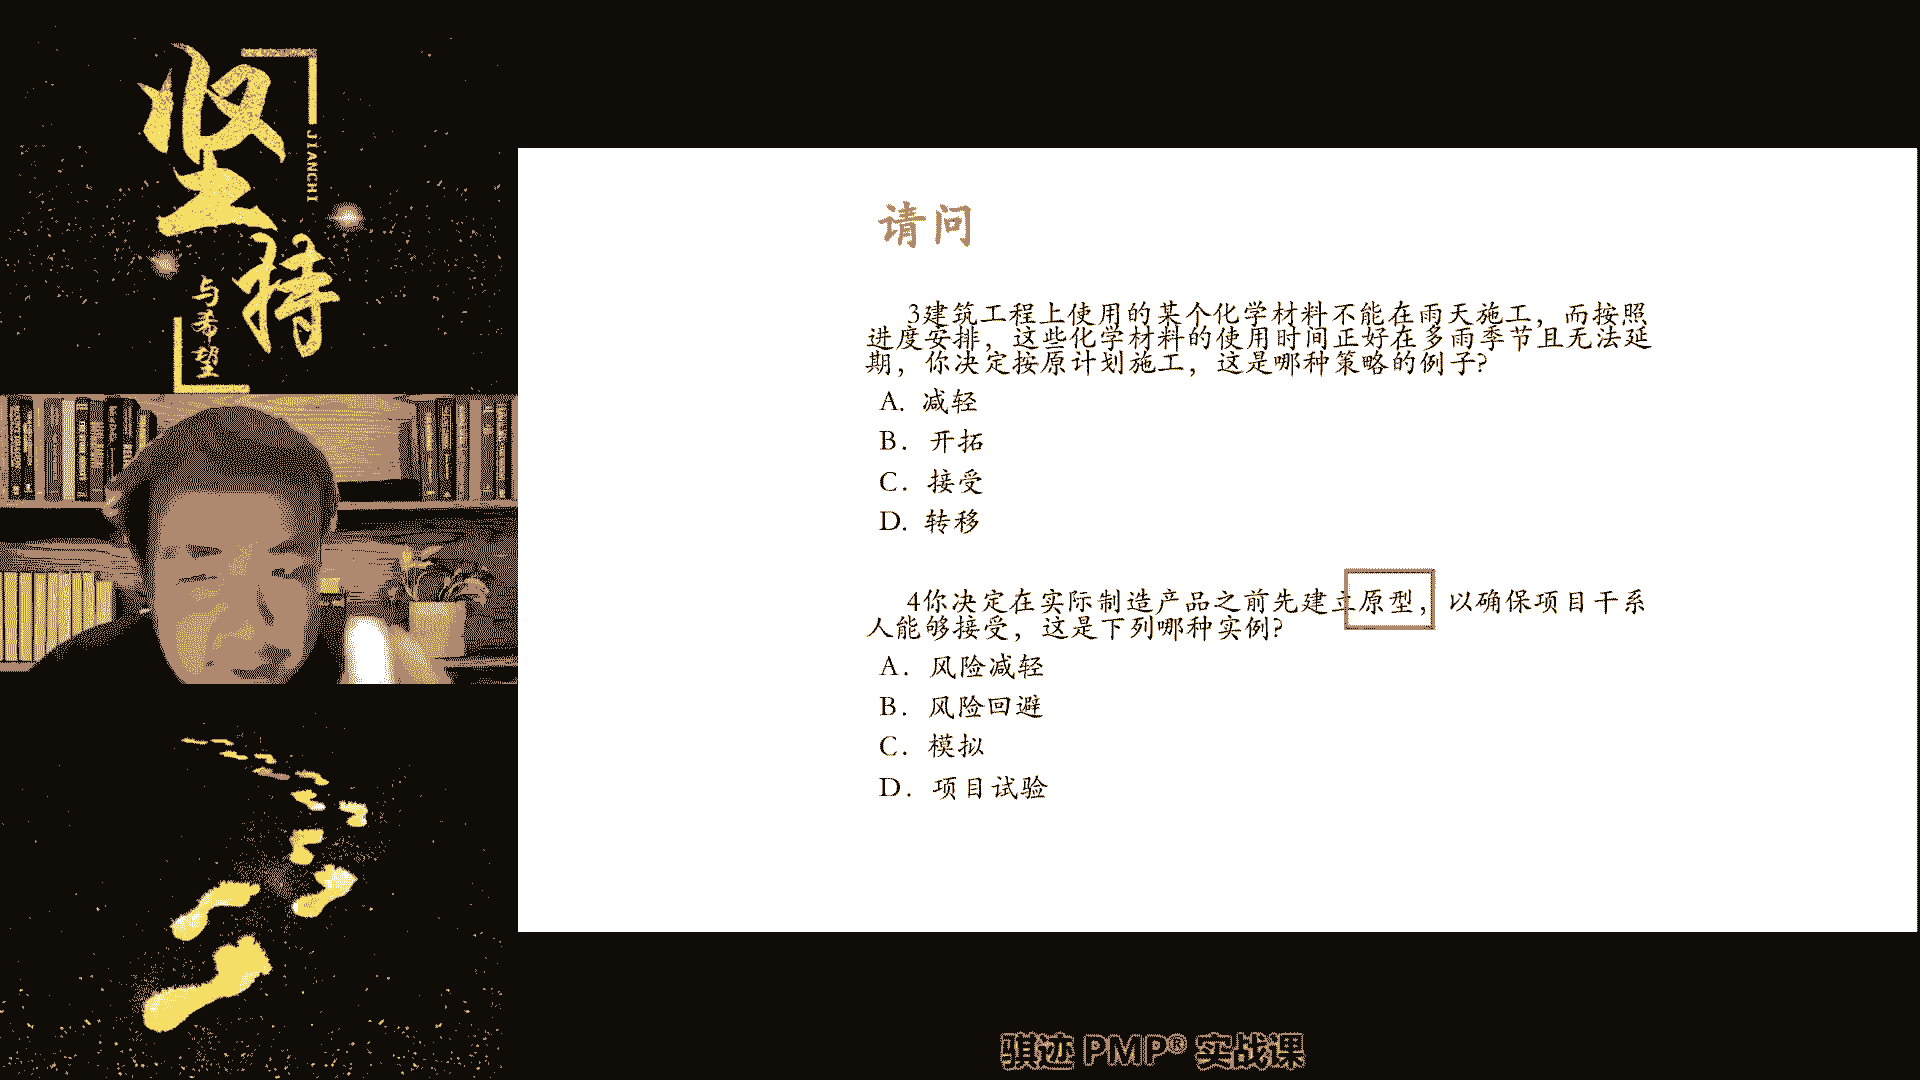 坚持
JIANCHI
与希望
请问
3建筑工程上使用的某个化学材料不能在雨天施工，而按照
进度安排，这些化学材料的使用时间正好在多雨季节且无法延
期，你决定按原计划施工，这是哪种策略的例子？
A. 减轻
B. 开拓
C. 接受
D. 转移
4你决定在实际制造产品之前先建立原型，以确保项目干系
人能够接受，这是下列哪种实例？
A. 风险减轻
B. 风险回避
C. 模拟
D. 项目试验
骐迹 PMP® 实战课